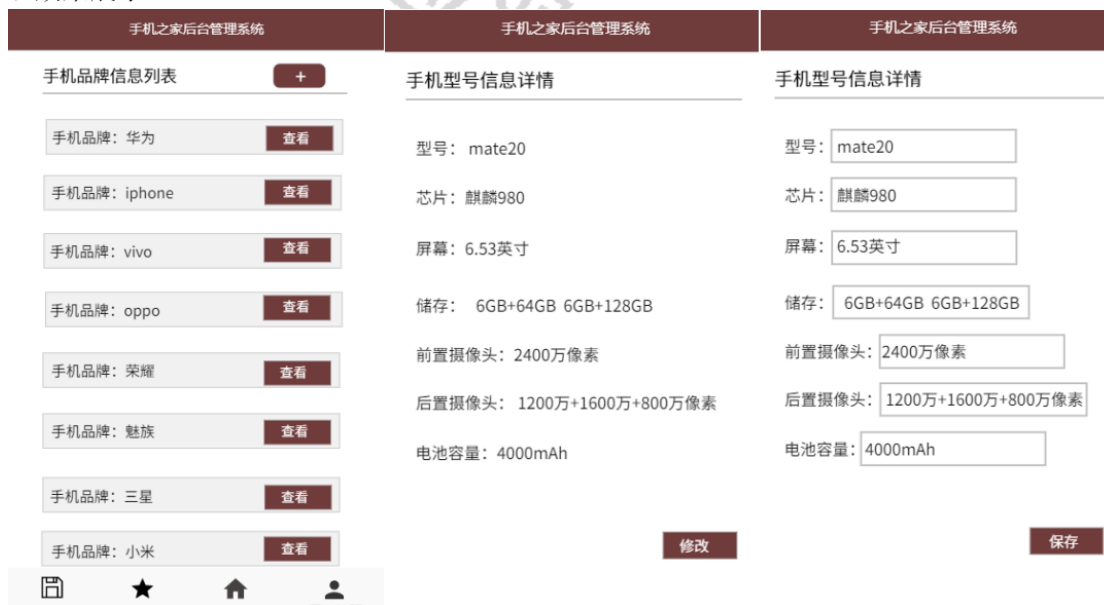 手机之家后台管理系统
手机品牌信息列表 +
手机品牌：华为 查看
手机品牌：iphone 查看
手机品牌：vivo 查看
手机品牌：oppo 查看
手机品牌：荣耀 查看
手机品牌：魅族 查看
手机品牌：三星 查看
手机品牌：小米 查看
手机之家后台管理系统
手机型号信息详情
型号： mate20
芯片：麒麟980
屏幕：6.53英寸
储存： 6GB+64GB 6GB+128GB
前置摄像头：2400万像素
后置摄像头： 1200万+1600万+800万像素
电池容量：4000mAh
修改
手机之家后台管理系统
手机型号信息详情
型号： mate20
芯片： 麒麟980
屏幕： 6.53英寸
储存： 6GB+64GB 6GB+128GB
前置摄像头：2400万像素
后置摄像头： 1200万+1600万+800万像素
电池容量：4000mAh
保存